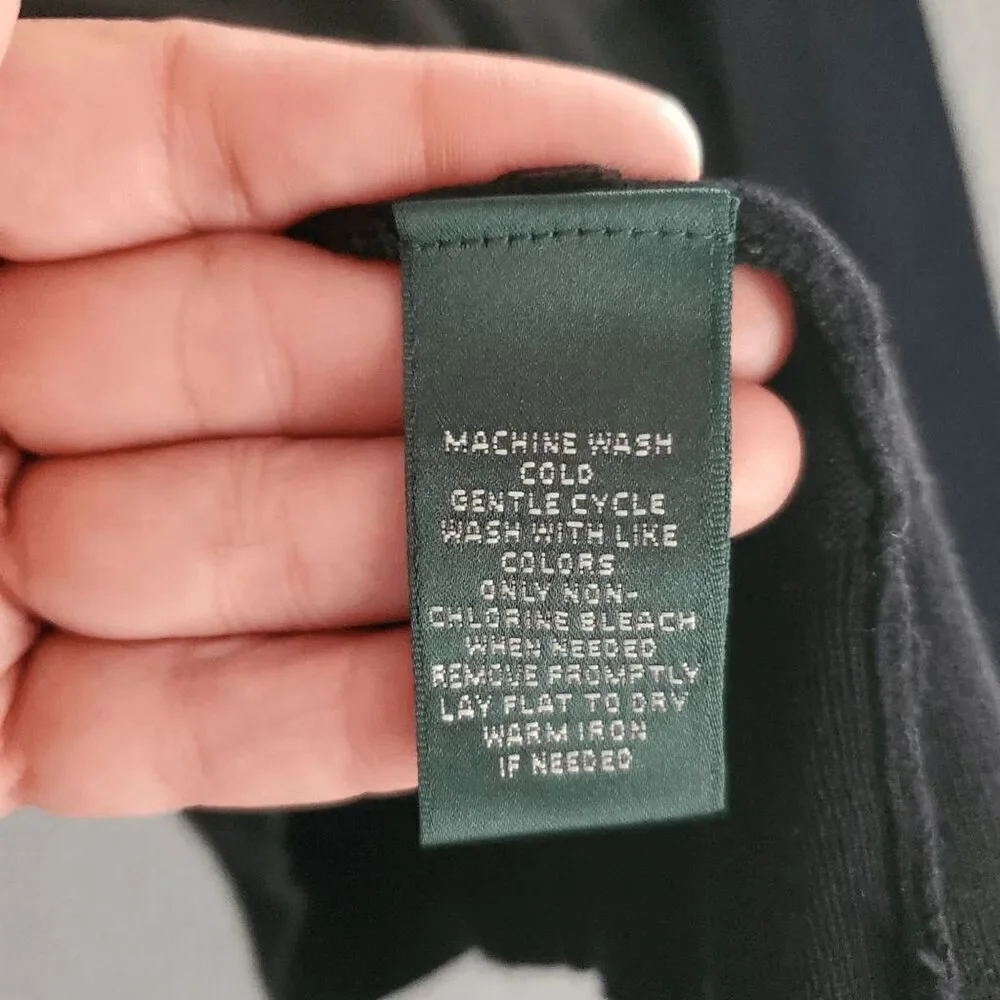 MACHINE WASH
COLD
GENTLE CYCLE
WASH WITH LIKE
COLORS
ONLY NON-
CHLORINE BLEACH
WHEN NEEDED
REMOVE PROMPTLY
LAY FLAT TO DRY
WARM IRON
IF NEEDED